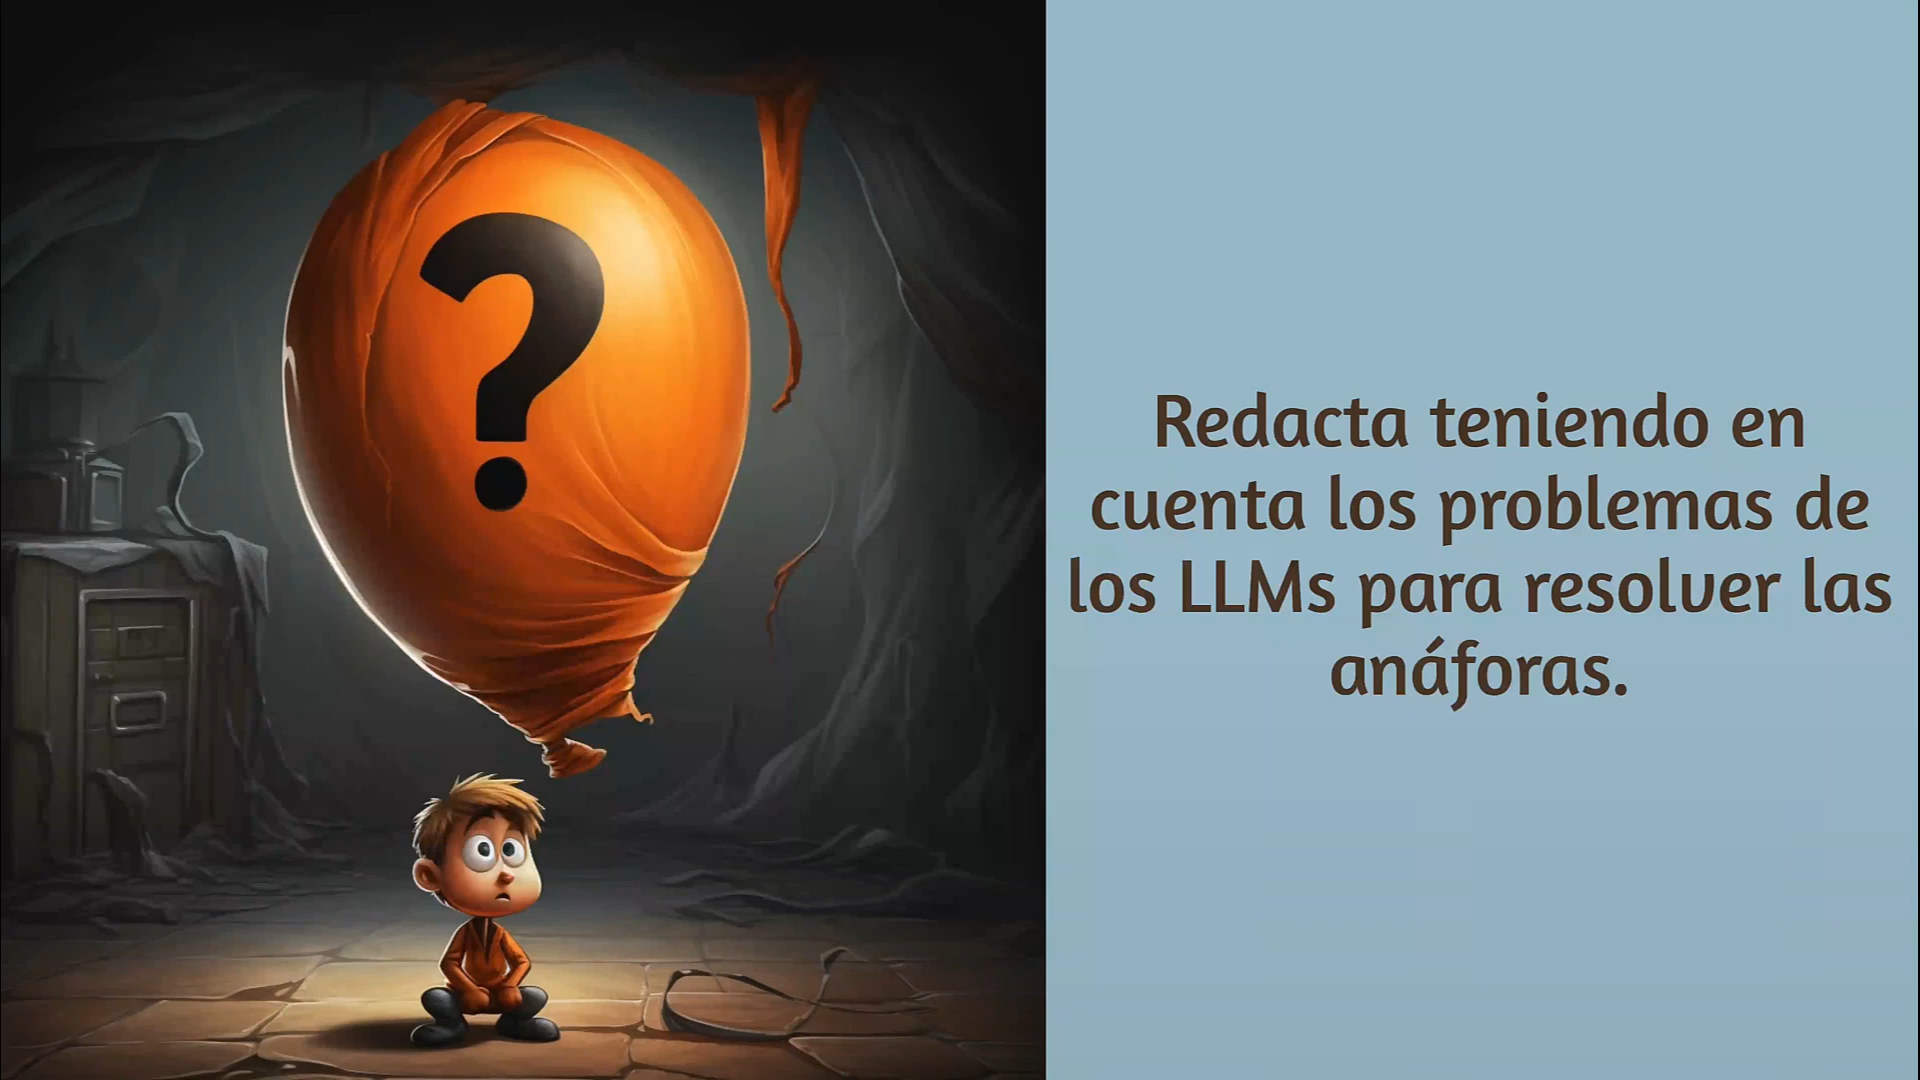 ?
Redacta teniendo en
cuenta los problemas de
los LLMs para resolver las
anáforas.